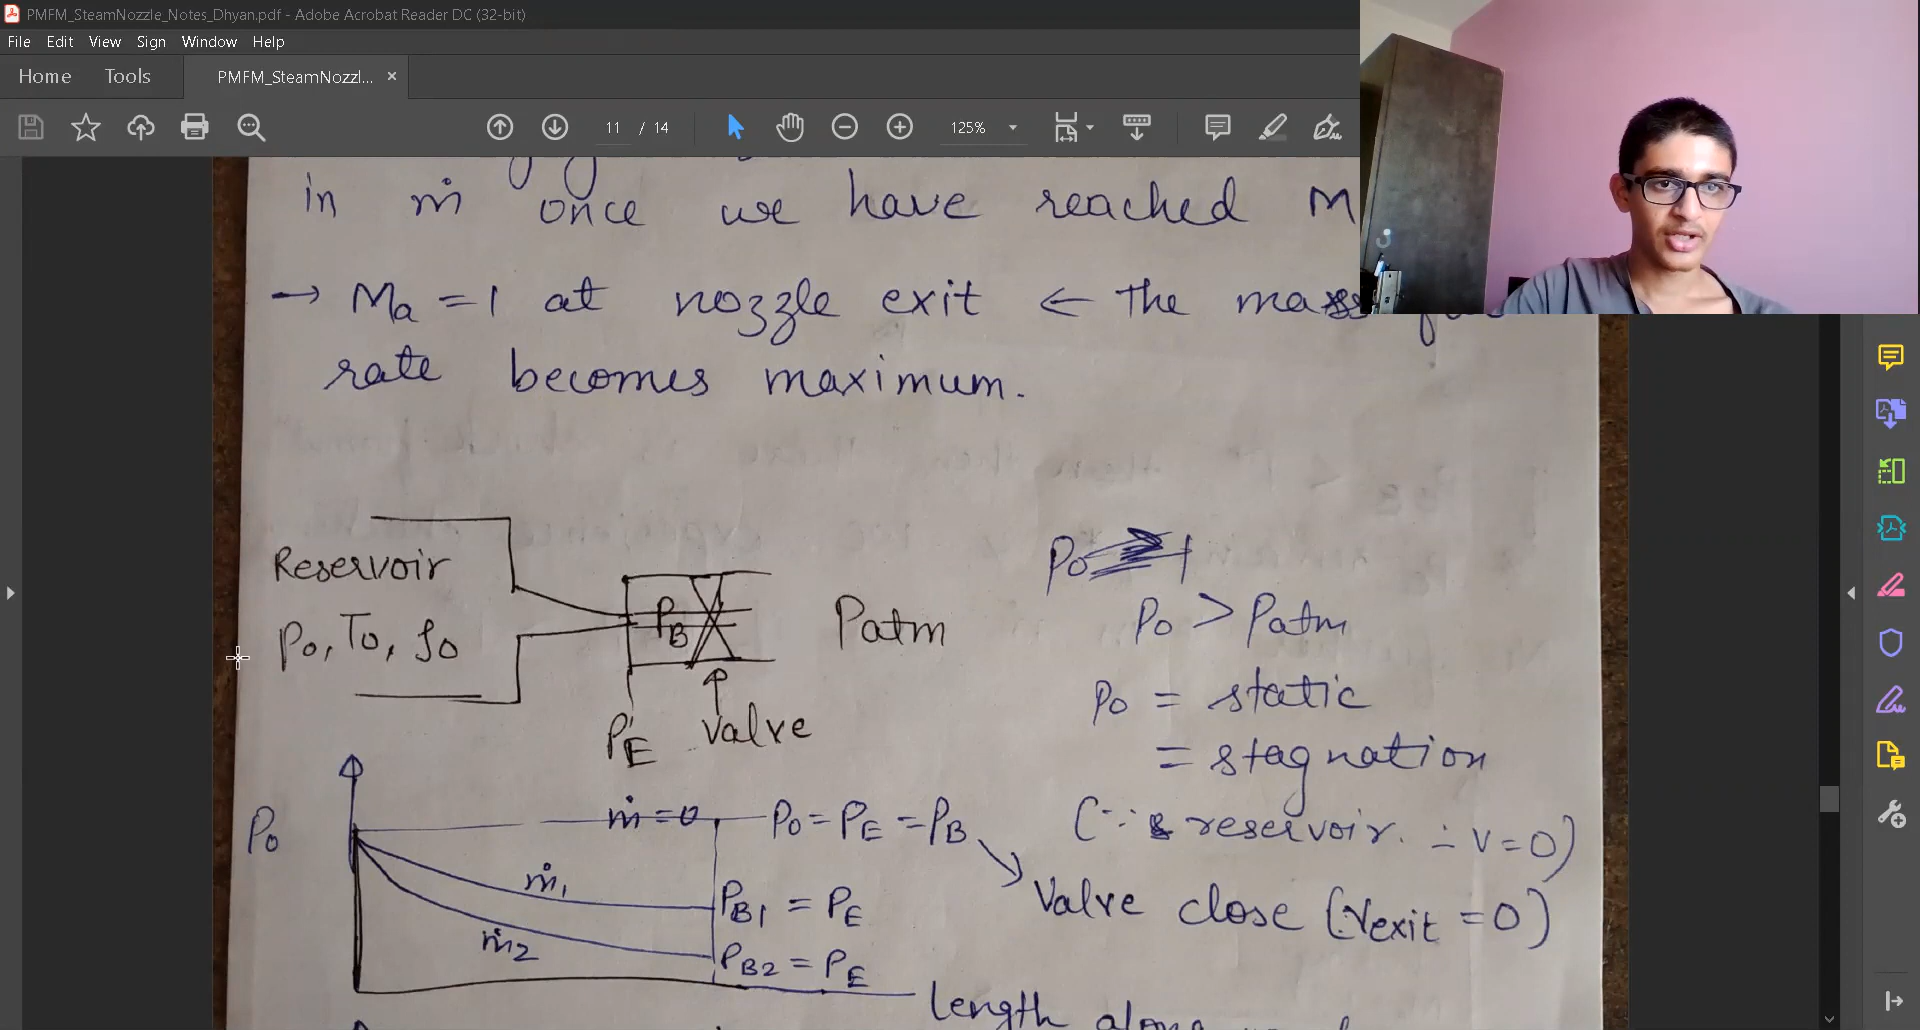 PMFM_SteamNozzle_Notes_Dhyan.pdf - Adobe Acrobat Reader DC (32-bit)
File Edit View Sign Window Help
Home Tools PMFM_SteamNozzl... ×
11 / 14 125%
in ṁ once we have reached M
→ Ma = 1 at nozzle exit ← The mass
rate becomes maximum.
Reservoir
Po, To, ρo
PB
Patm
PE
valve
Po
Po > Patm
Po = static
= stagnation
(∵ reservoir. ∴ v = 0)
Po
ṁ = 0
Po = PE = PB
Valve close (Vexit = 0)
ṁ1
PB1 = PE
ṁ2
PB2 = PE
length along